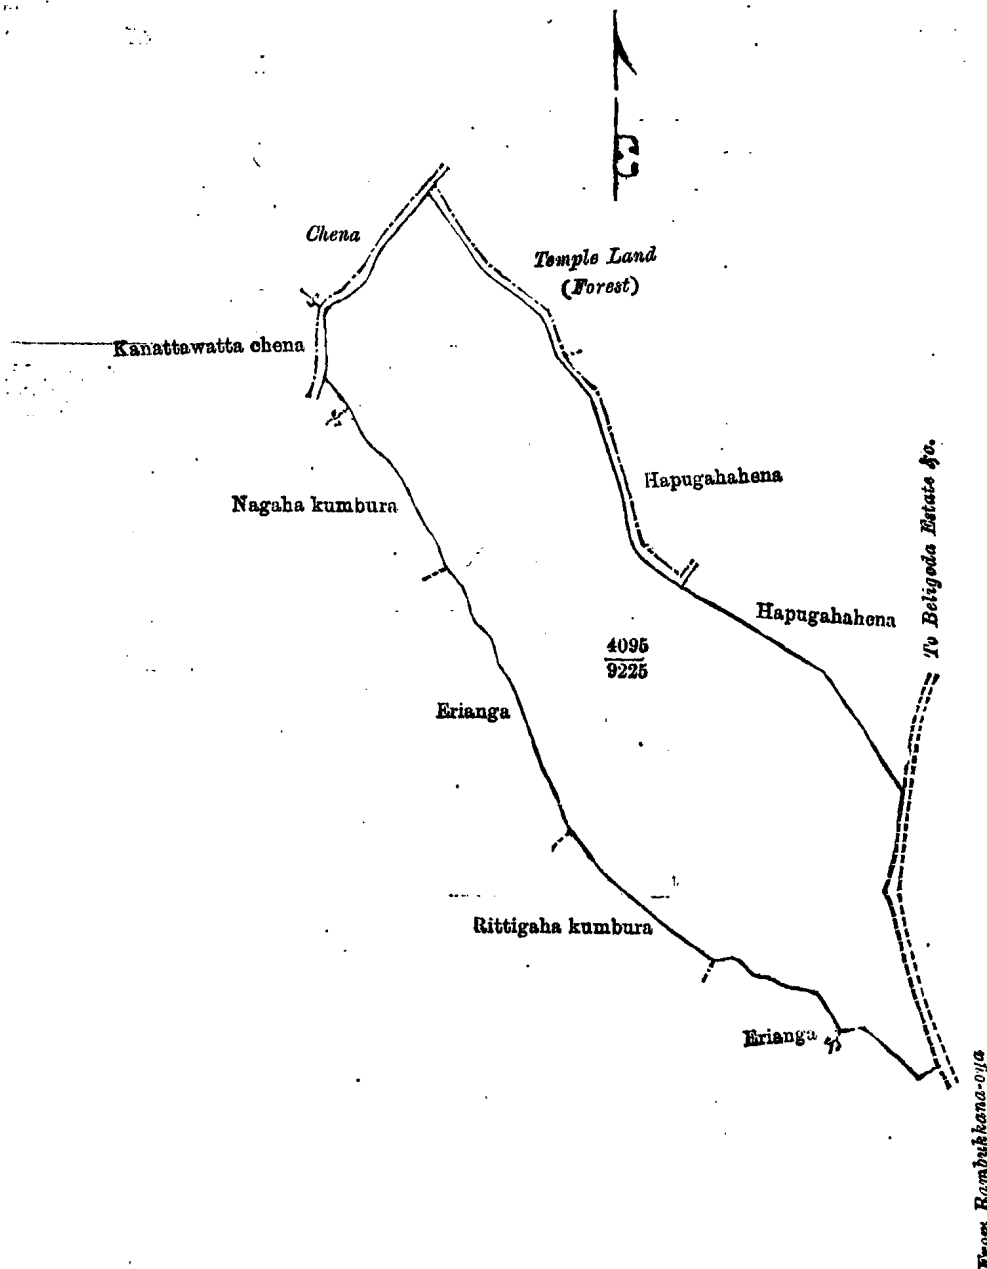 Chena
Temple Land
(Forest)
Kanattawatta chena
Hapugahahena
Nagaha kumbura
To Beligoda Estate &c.
Hapugahahena
4095
9225
Erianga
Rittigaha kumbura
Erianga
From Rambukkana-oya